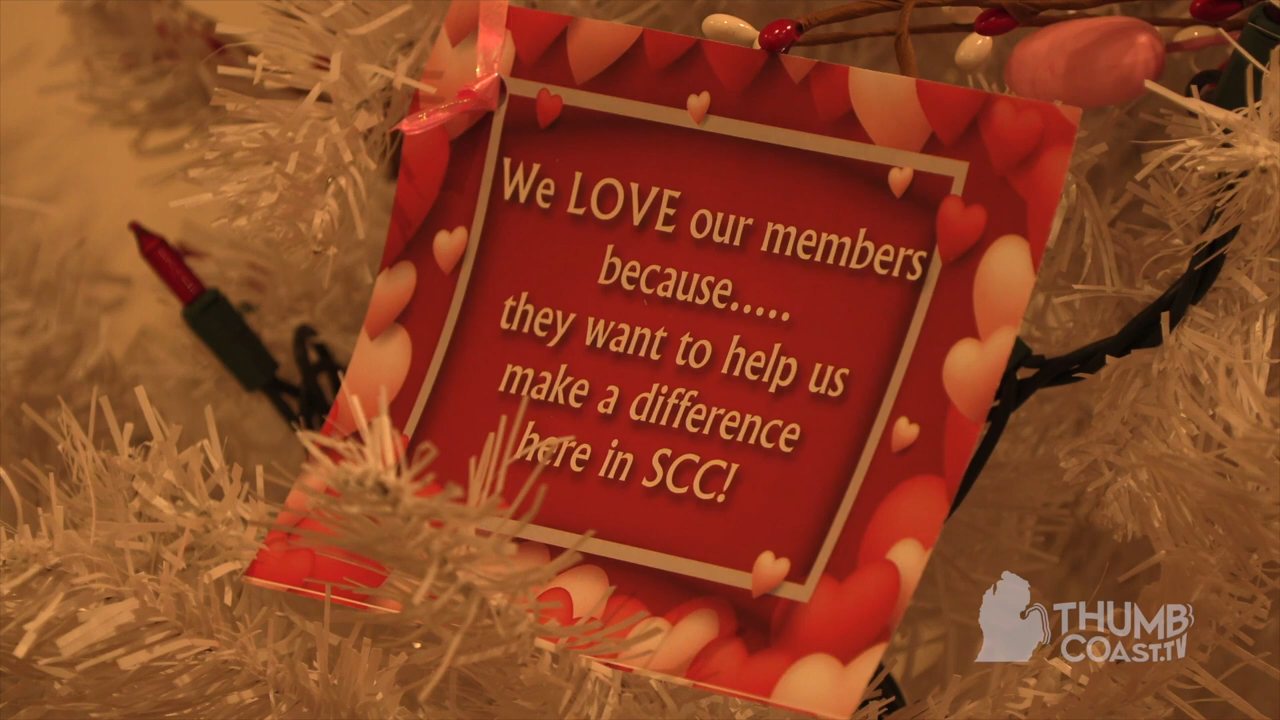 We LOVE our members
because.....
they want to help us
make a difference
here in SCC!
THUMB
COAST.TV